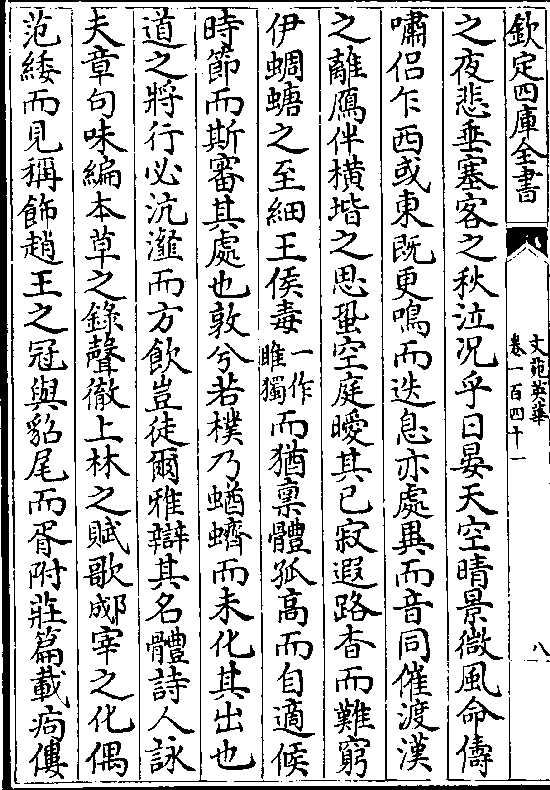 欽定四庫全書
文苑英華
卷一百四十一
八
之夜悲垂塞客之秋泣况乎日晏天空晴景微風命儔
嘯侣乍西或東既更鳴而迭息亦處異而音同催渡漢
之離鴈伴横堦之思蛩空庭曖其已寂遐路杳而難窮
伊蜩螗之至細王侯毒一作睢獨而猶禀體孤高而自適候
時節而斯審其處也敦兮若樸乃蝤蠐而未化其出也
道之將行必沆瀣而方飲豈徒爾雅辯其名體詩人詠
夫章句味編本草之錄聲徹上林之賦歌郕宰之化偶
范緌而見稱飾趙王之冠與貂尾而胥附莊篇載痀僂